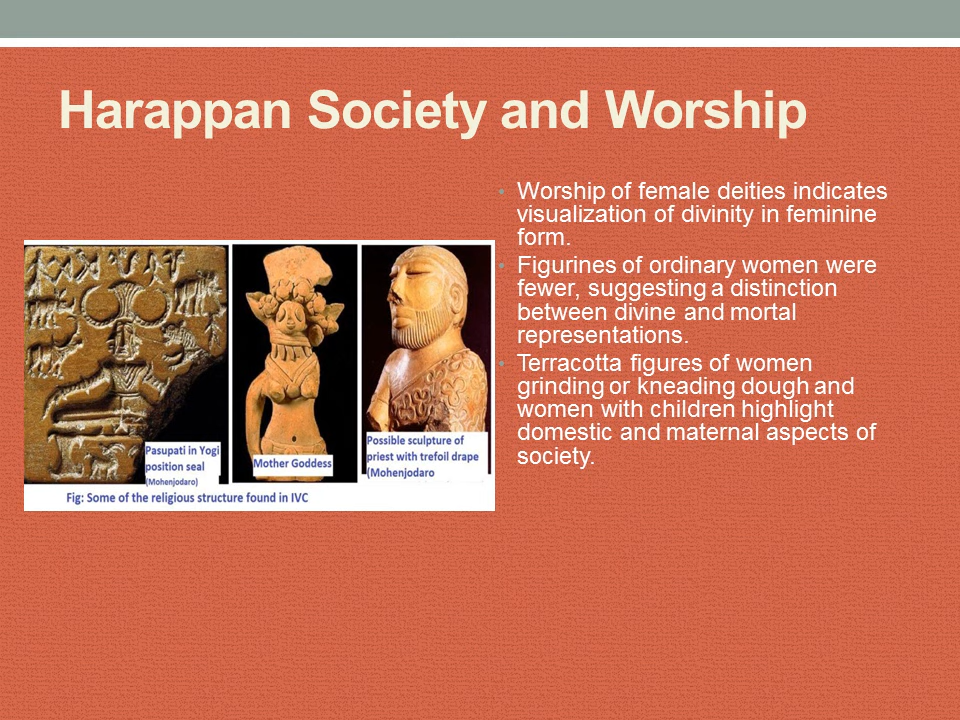 Harappan Society and Worship
• Worship of female deities indicates
visualization of divinity in feminine
form.
• Figurines of ordinary women were
fewer, suggesting a distinction
between divine and mortal
representations.
• Terracotta figures of women
grinding or kneading dough and
women with children highlight
domestic and maternal aspects of
society.
Pasupati in Yogi
position seal
(Mohenjodaro)
Mother Goddess
Possible sculpture of
priest with trefoil drape
(Mohenjodaro
Fig: Some of the religious structure found in IVC